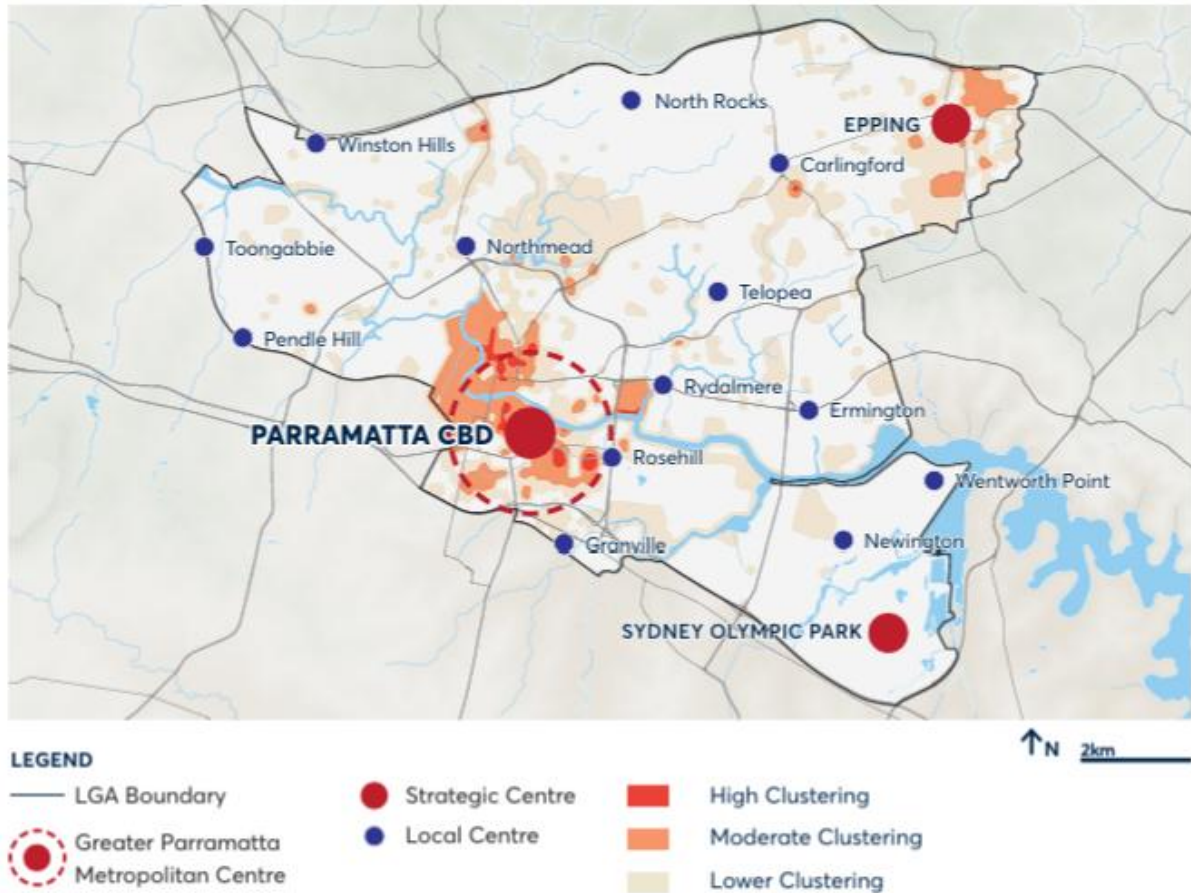 North Rocks
EPPING
Winston Hills
Carlingford
Toongabbie
Northmead
Telopea
Pendle Hill
Rydalmere
Ermington
PARRAMATTA CBD
Rosehill
Wentworth Point
Granville
Newington
SYDNEY OLYMPIC PARK
N
2km
LEGEND
LGA Boundary
Greater Parramatta
Metropolitan Centre
Strategic Centre
Local Centre
High Clustering
Moderate Clustering
Lower Clustering